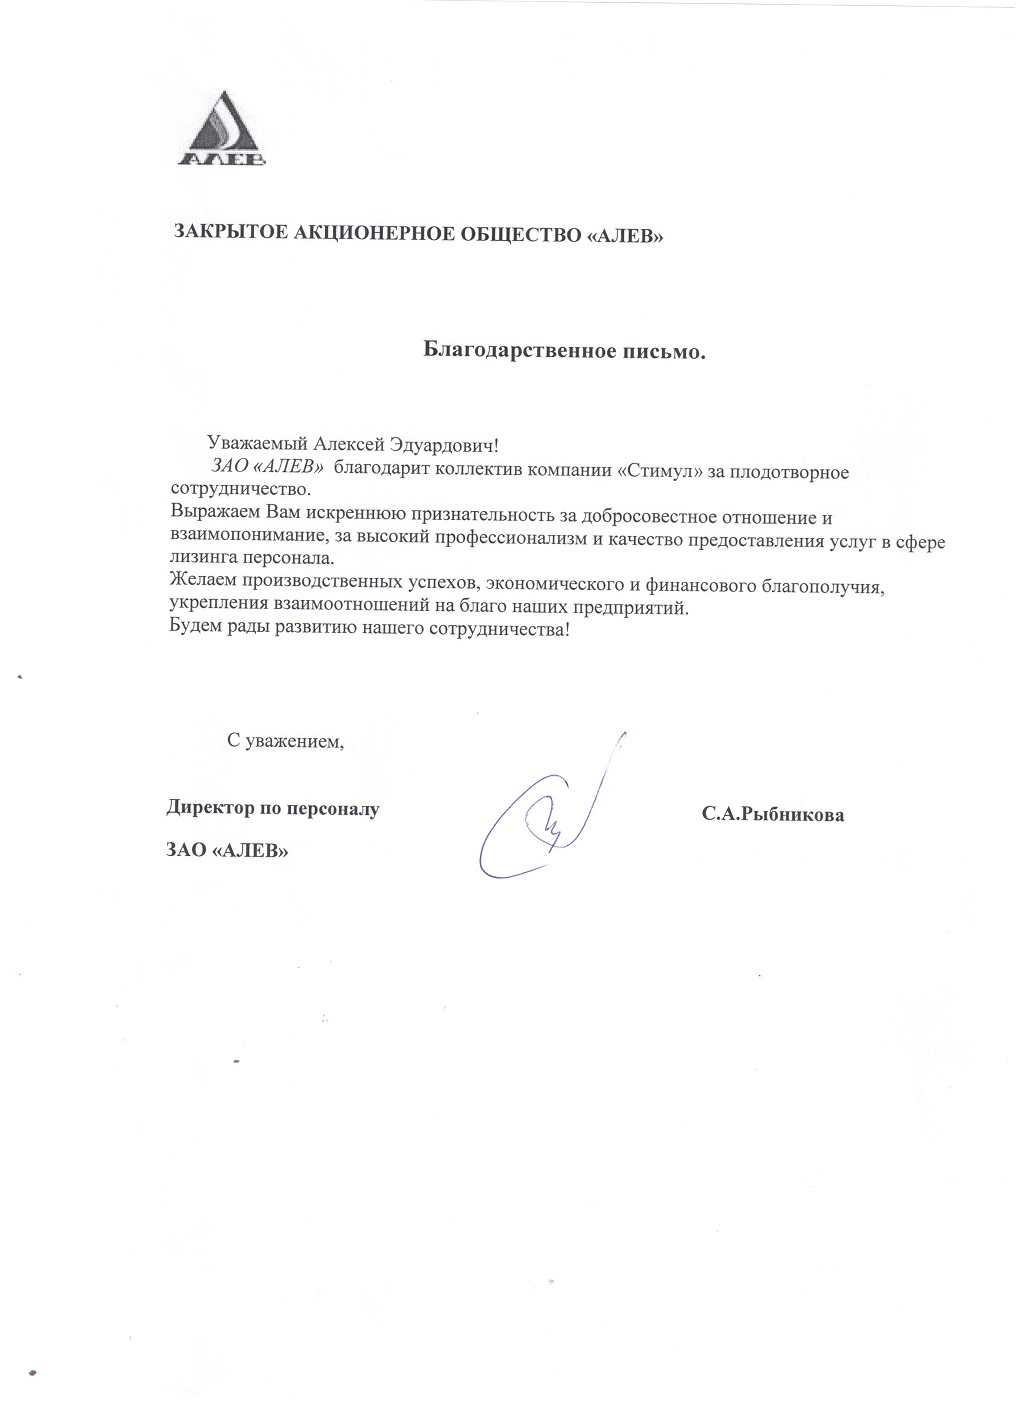 АЛЕВ
ЗАКРЫТОЕ АКЦИОНЕРНОЕ ОБЩЕСТВО «АЛЕВ»
Благодарственное письмо.
Уважаемый Алексей Эдуардович!
ЗАО «АЛЕВ» благодарит коллектив компании «Стимул» за плодотворное
сотрудничество.
Выражаем Вам искреннюю признательность за добросовестное отношение и
взаимопонимание, за высокий профессионализм и качество предоставления услуг в сфере
лизинга персонала.
Желаем производственных успехов, экономического и финансового благополучия,
укрепления взаимоотношений на благо наших предприятий.
Будем рады развитию нашего сотрудничества!
С уважением,
Директор по персоналу С.А.Рыбникова
ЗАО «АЛЕВ»